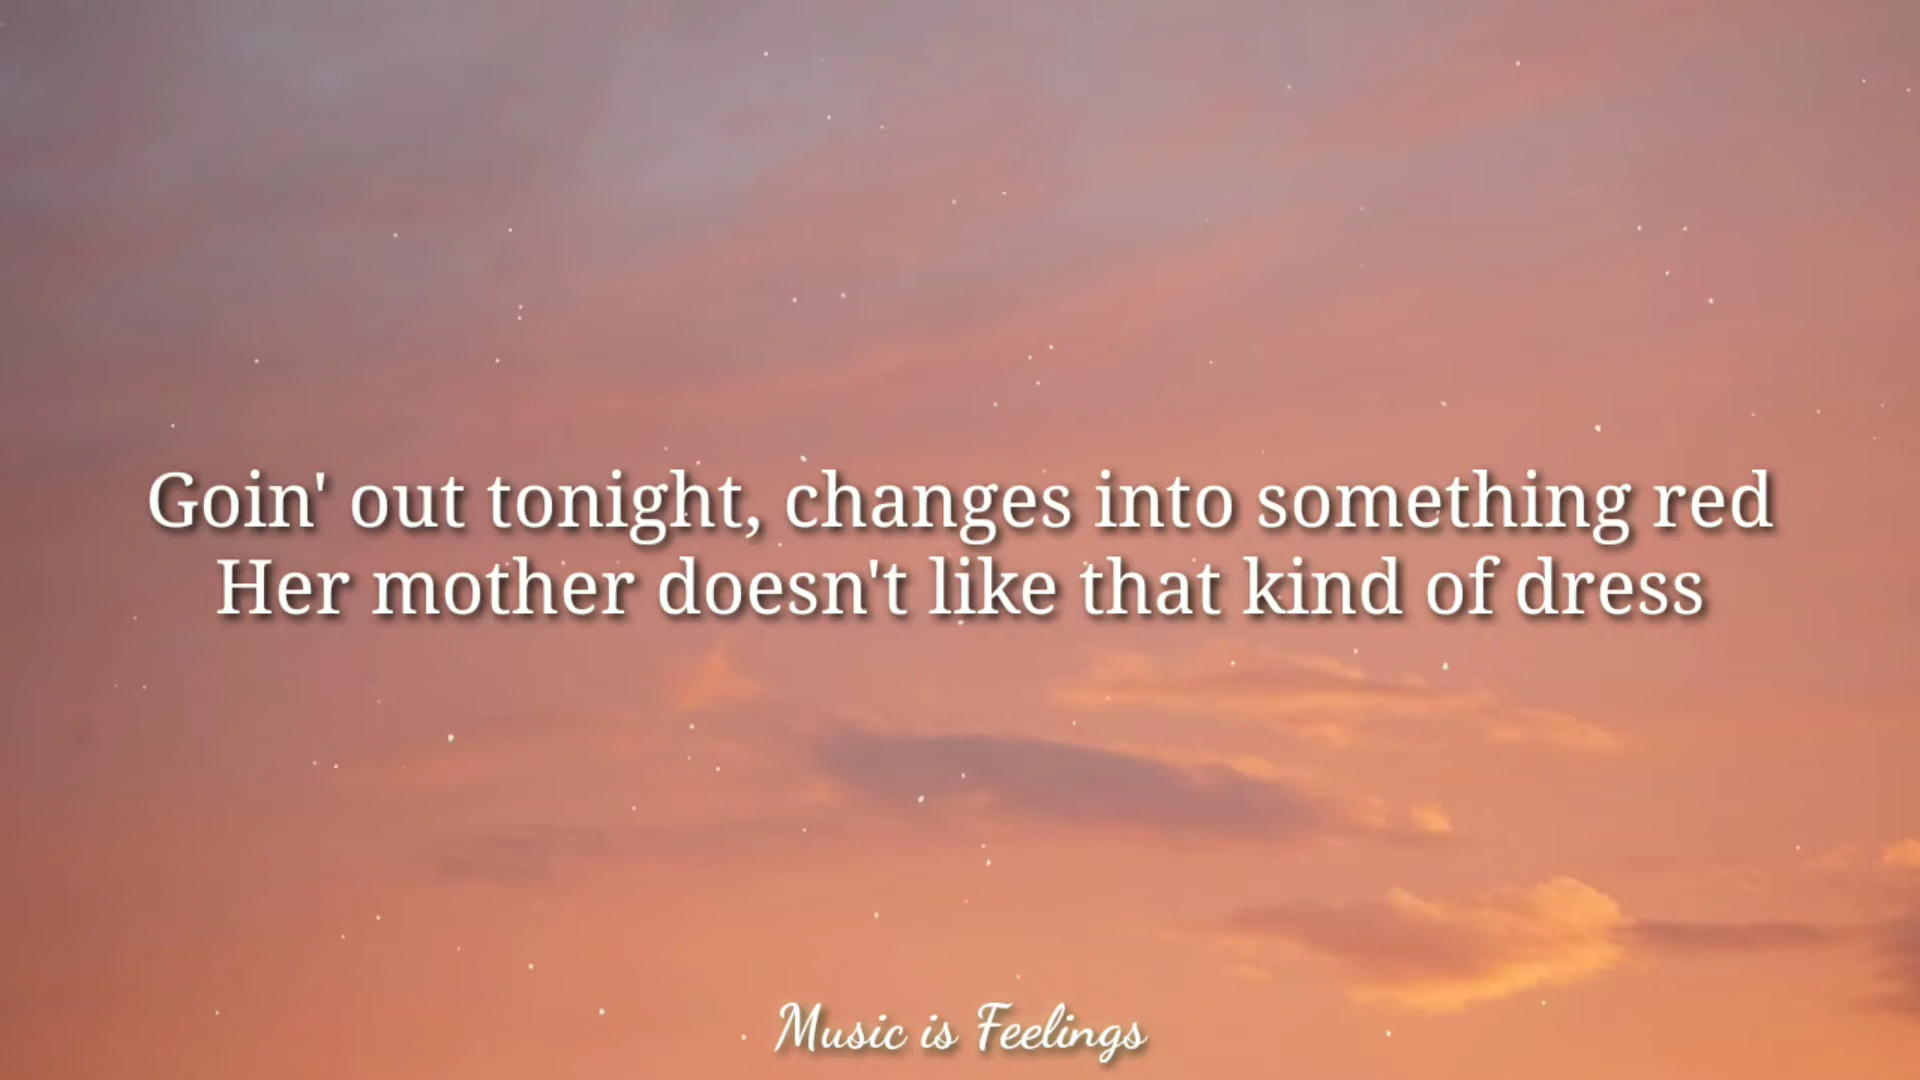 Goin' out tonight, changes into something red
Her mother doesn't like that kind of dress
Music is Feelings